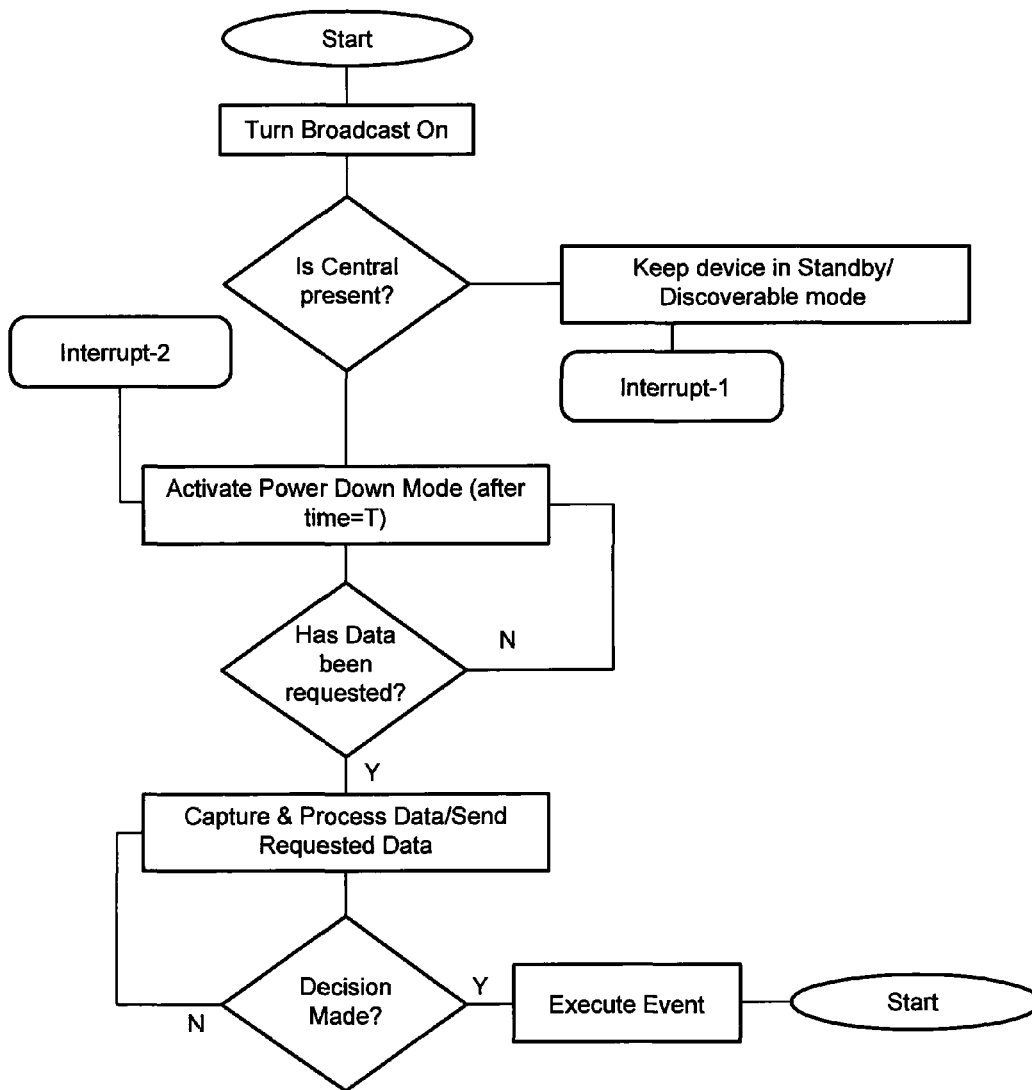 Start
Turn Broadcast On
Is Central
present?
Keep device in Standby/
Discoverable mode
Interrupt-2
Interrupt-1
Activate Power Down Mode (after
time=T)
Has Data
been
requested?
N
Y
Capture & Process Data/Send
Requested Data
Decision
Made?
N
Y
Execute Event
Start